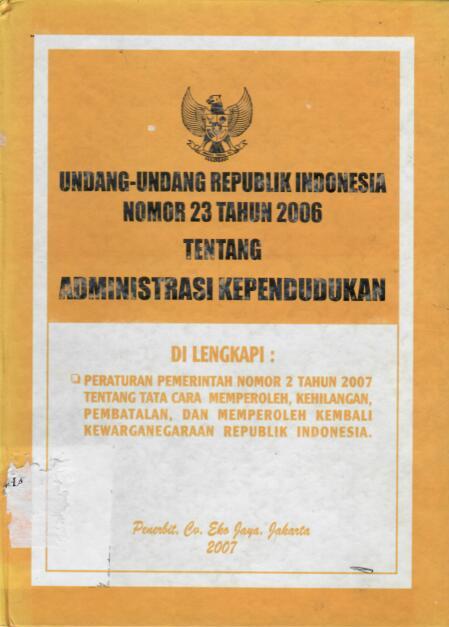 UNDANG-UNDANG REPUBLIK INDONESIA
NOMOR 23 TAHUN 2006
TENTANG
ADMINISTRASI KEPENDUDUKAN
DI LENGKAPI :
❏ PERATURAN PEMERINTAH NOMOR 2 TAHUN 2007
TENTANG TATA CARA MEMPEROLEH, KEHILANGAN,
PEMBATALAN, DAN MEMPEROLEH KEMBALI
KEWARGANEGARAAN REPUBLIK INDONESIA.
Penerbit, Co. Eko Jaya, Jakarta
2007